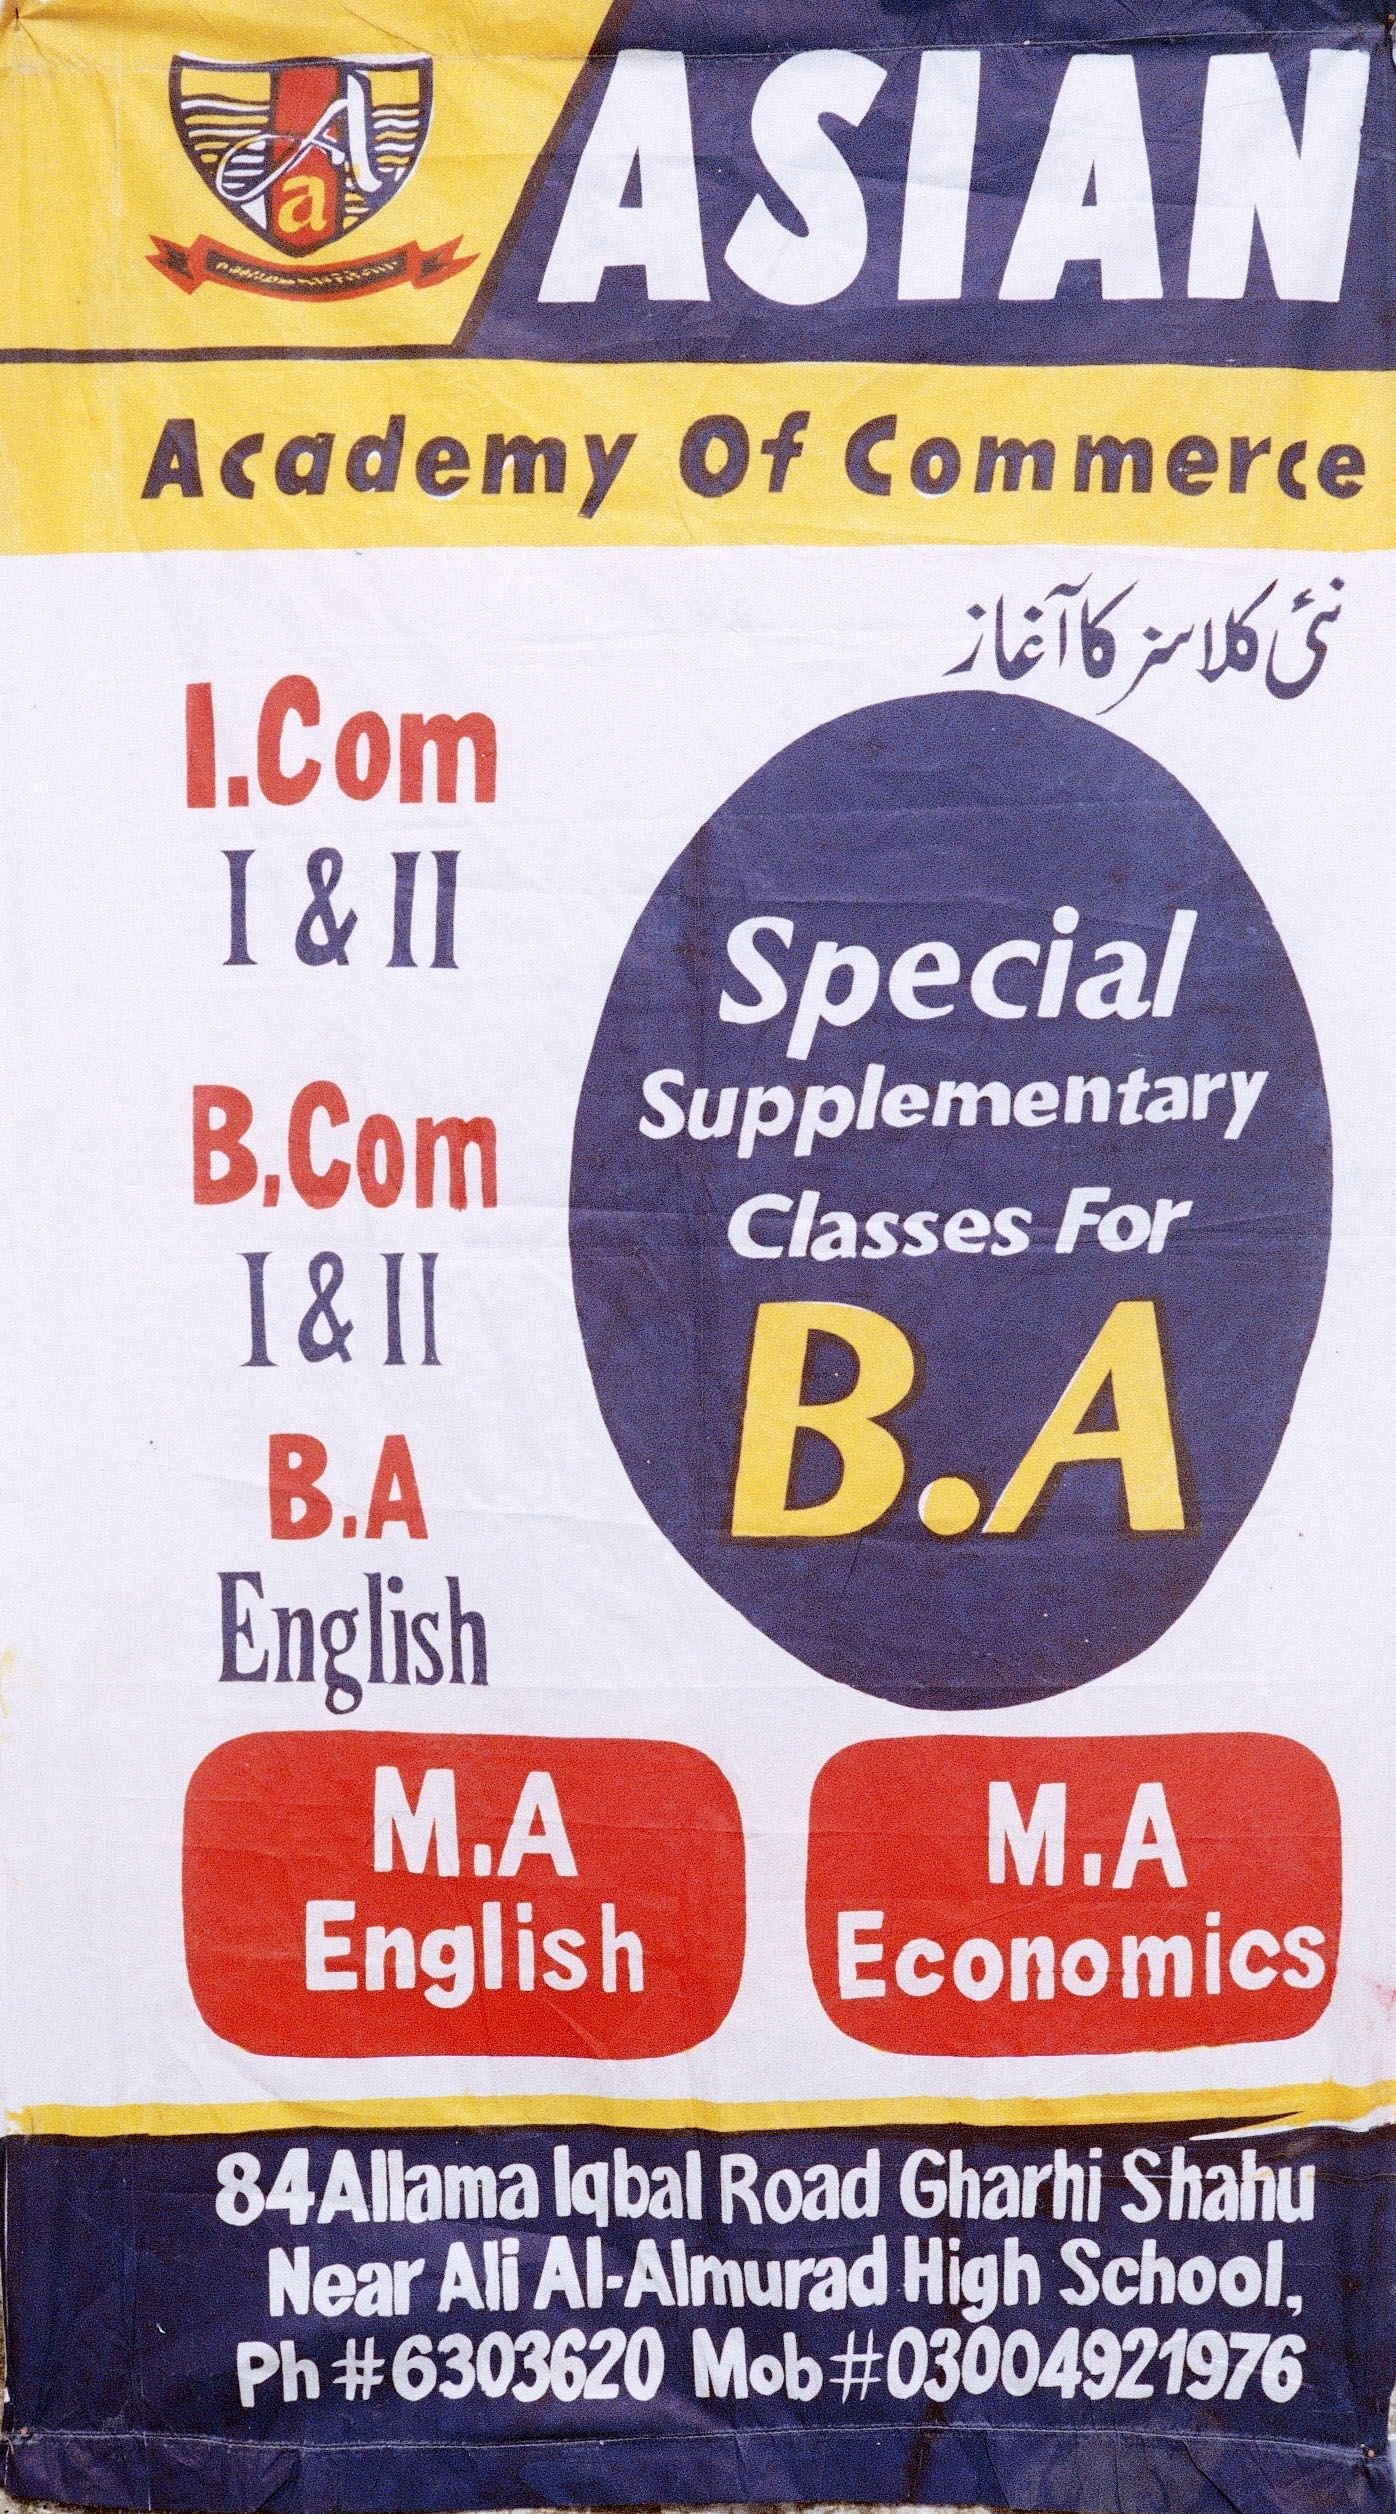 A
a
ASIAN
Academy Of Commerce
نئی کلاسز کا آغاز
I.Com
I & II
B.Com
I & II
B.A
English
Special
Supplementary
Classes For
B.A
M.A
English
M.A
Economics
84 Allama Iqbal Road Gharhi Shahu
Near Ali Al-Almurad High School,
Ph # 6303620 Mob # 03004921976